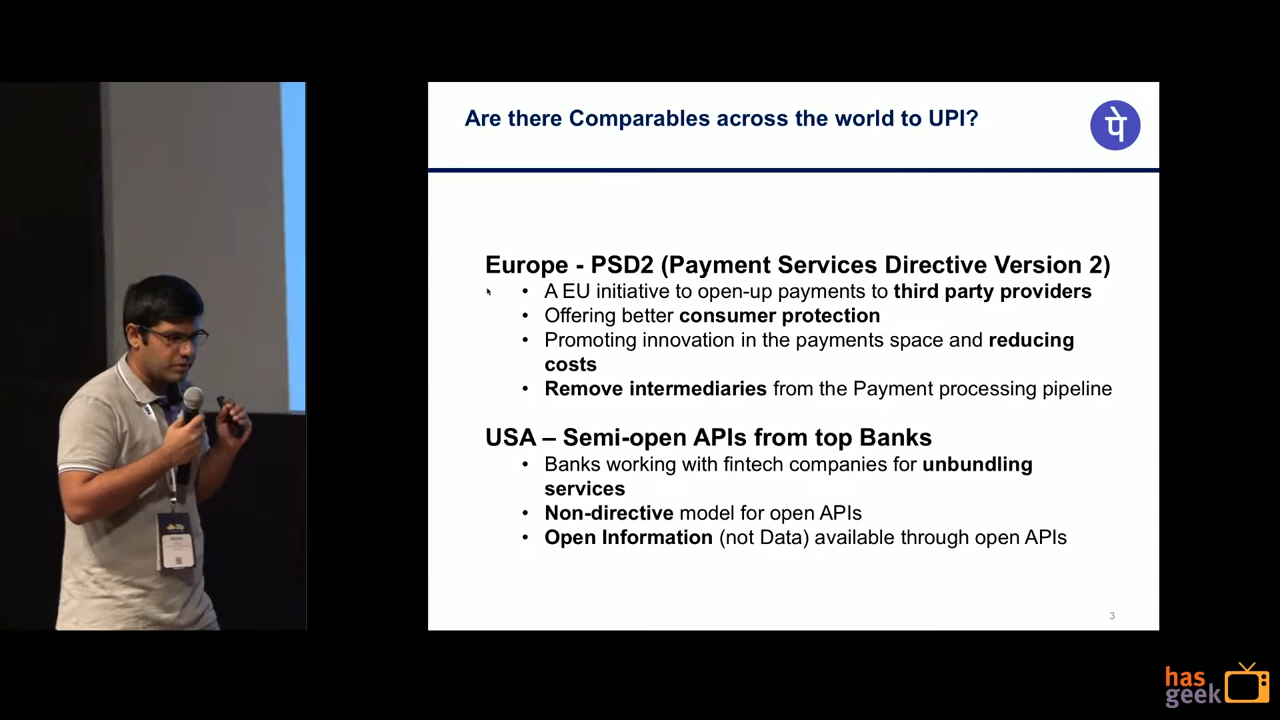 Are there Comparables across the world to UPI?
पे
Europe - PSD2 (Payment Services Directive Version 2)
• A EU initiative to open-up payments to third party providers
• Offering better consumer protection
• Promoting innovation in the payments space and reducing
costs
• Remove intermediaries from the Payment processing pipeline
USA – Semi-open APIs from top Banks
• Banks working with fintech companies for unbundling
services
• Non-directive model for open APIs
• Open Information (not Data) available through open APIs
3
has
geek